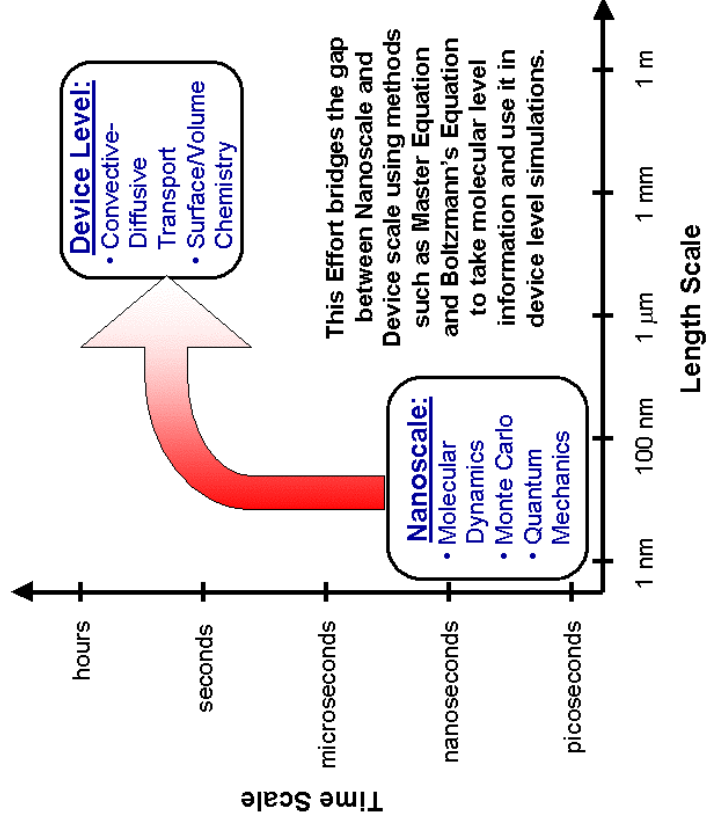 Device Level:
• Convective-
Diffusive
Transport
• Surface/Volume
Chemistry
This Effort bridges the gap
between Nanoscale and
Device scale using methods
such as Master Equation
and Boltzmann's Equation
to take molecular level
information and use it in
device level simulations.
Nanoscale:
• Molecular
Dynamics
• Monte Carlo
• Quantum
Mechanics
Time Scale
hours
seconds
microseconds
nanoseconds
picoseconds
1 nm
100 nm
1 μm
1 mm
1 m
Length Scale